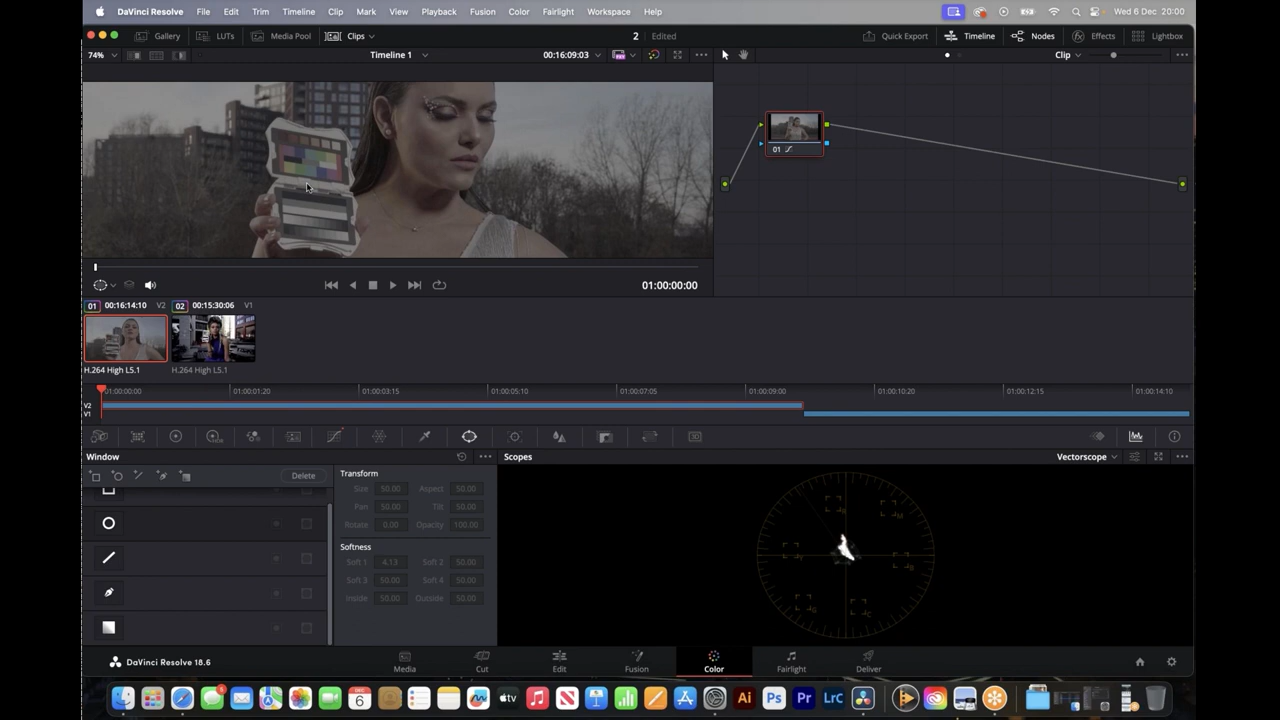 DaVinci Resolve File Edit Trim Timeline Clip Mark View Playback Fusion Color Fairlight Workspace Help Wed 6 Dec 20:00
Gallery LUTs Media Pool Clips 2 Edited Quick Export Timeline Nodes Effects Lightbox
74% Timeline 1 00:16:09:03 Clip
01
01:00:00:00
01 00:16:14:10 V2 02 00:15:30:06 V1
H.264 High L5.1 H.264 High L5.1
01:00:00:00 01:00:01:20 01:00:03:15 01:00:05:10 01:00:07:05 01:00:09:00 01:00:10:20 01:00:12:15 01:00:14:10
V2
V1
Window Scopes Vectorscope
Delete
Transform
Size 50.00 Aspect 50.00
Pan 50.00 Tilt 50.00
Rotate 0.00 Opacity 100.00
Softness
Soft 1 4.13 Soft 2 50.00
Soft 3 50.00 Soft 4 50.00
Inside 50.00 Outside 50.00
R M
B
G C
DaVinci Resolve 18.6 Media Cut Edit Fusion Color Fairlight Deliver
DEC
6
tv
Ai Ps Pr LrC